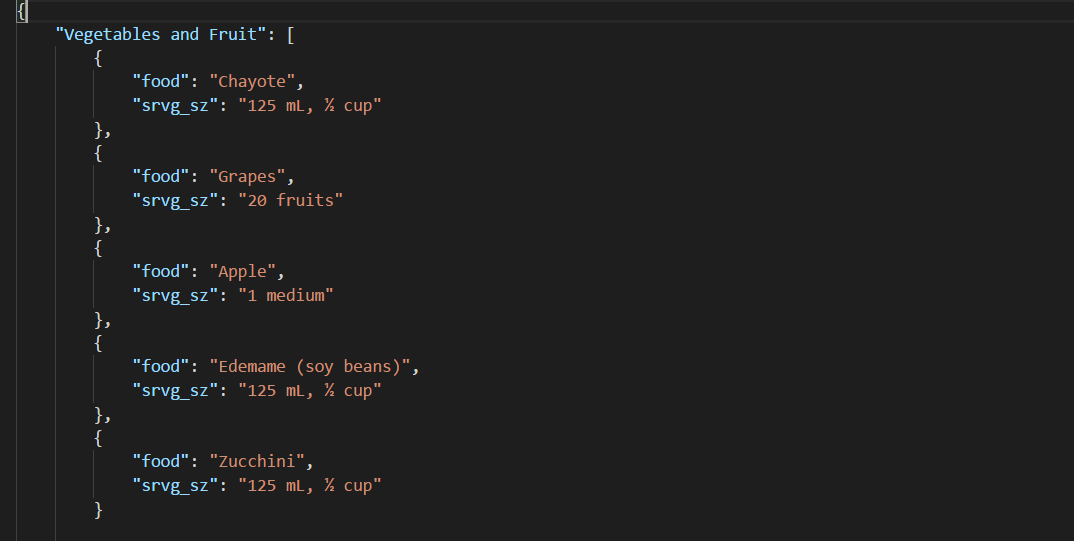 {
"Vegetables and Fruit": [
{
"food": "Chayote",
"srvg_sz": "125 mL, ½ cup"
},
{
"food": "Grapes",
"srvg_sz": "20 fruits"
},
{
"food": "Apple",
"srvg_sz": "1 medium"
},
{
"food": "Edemame (soy beans)",
"srvg_sz": "125 mL, ½ cup"
},
{
"food": "Zucchini",
"srvg_sz": "125 mL, ½ cup"
}